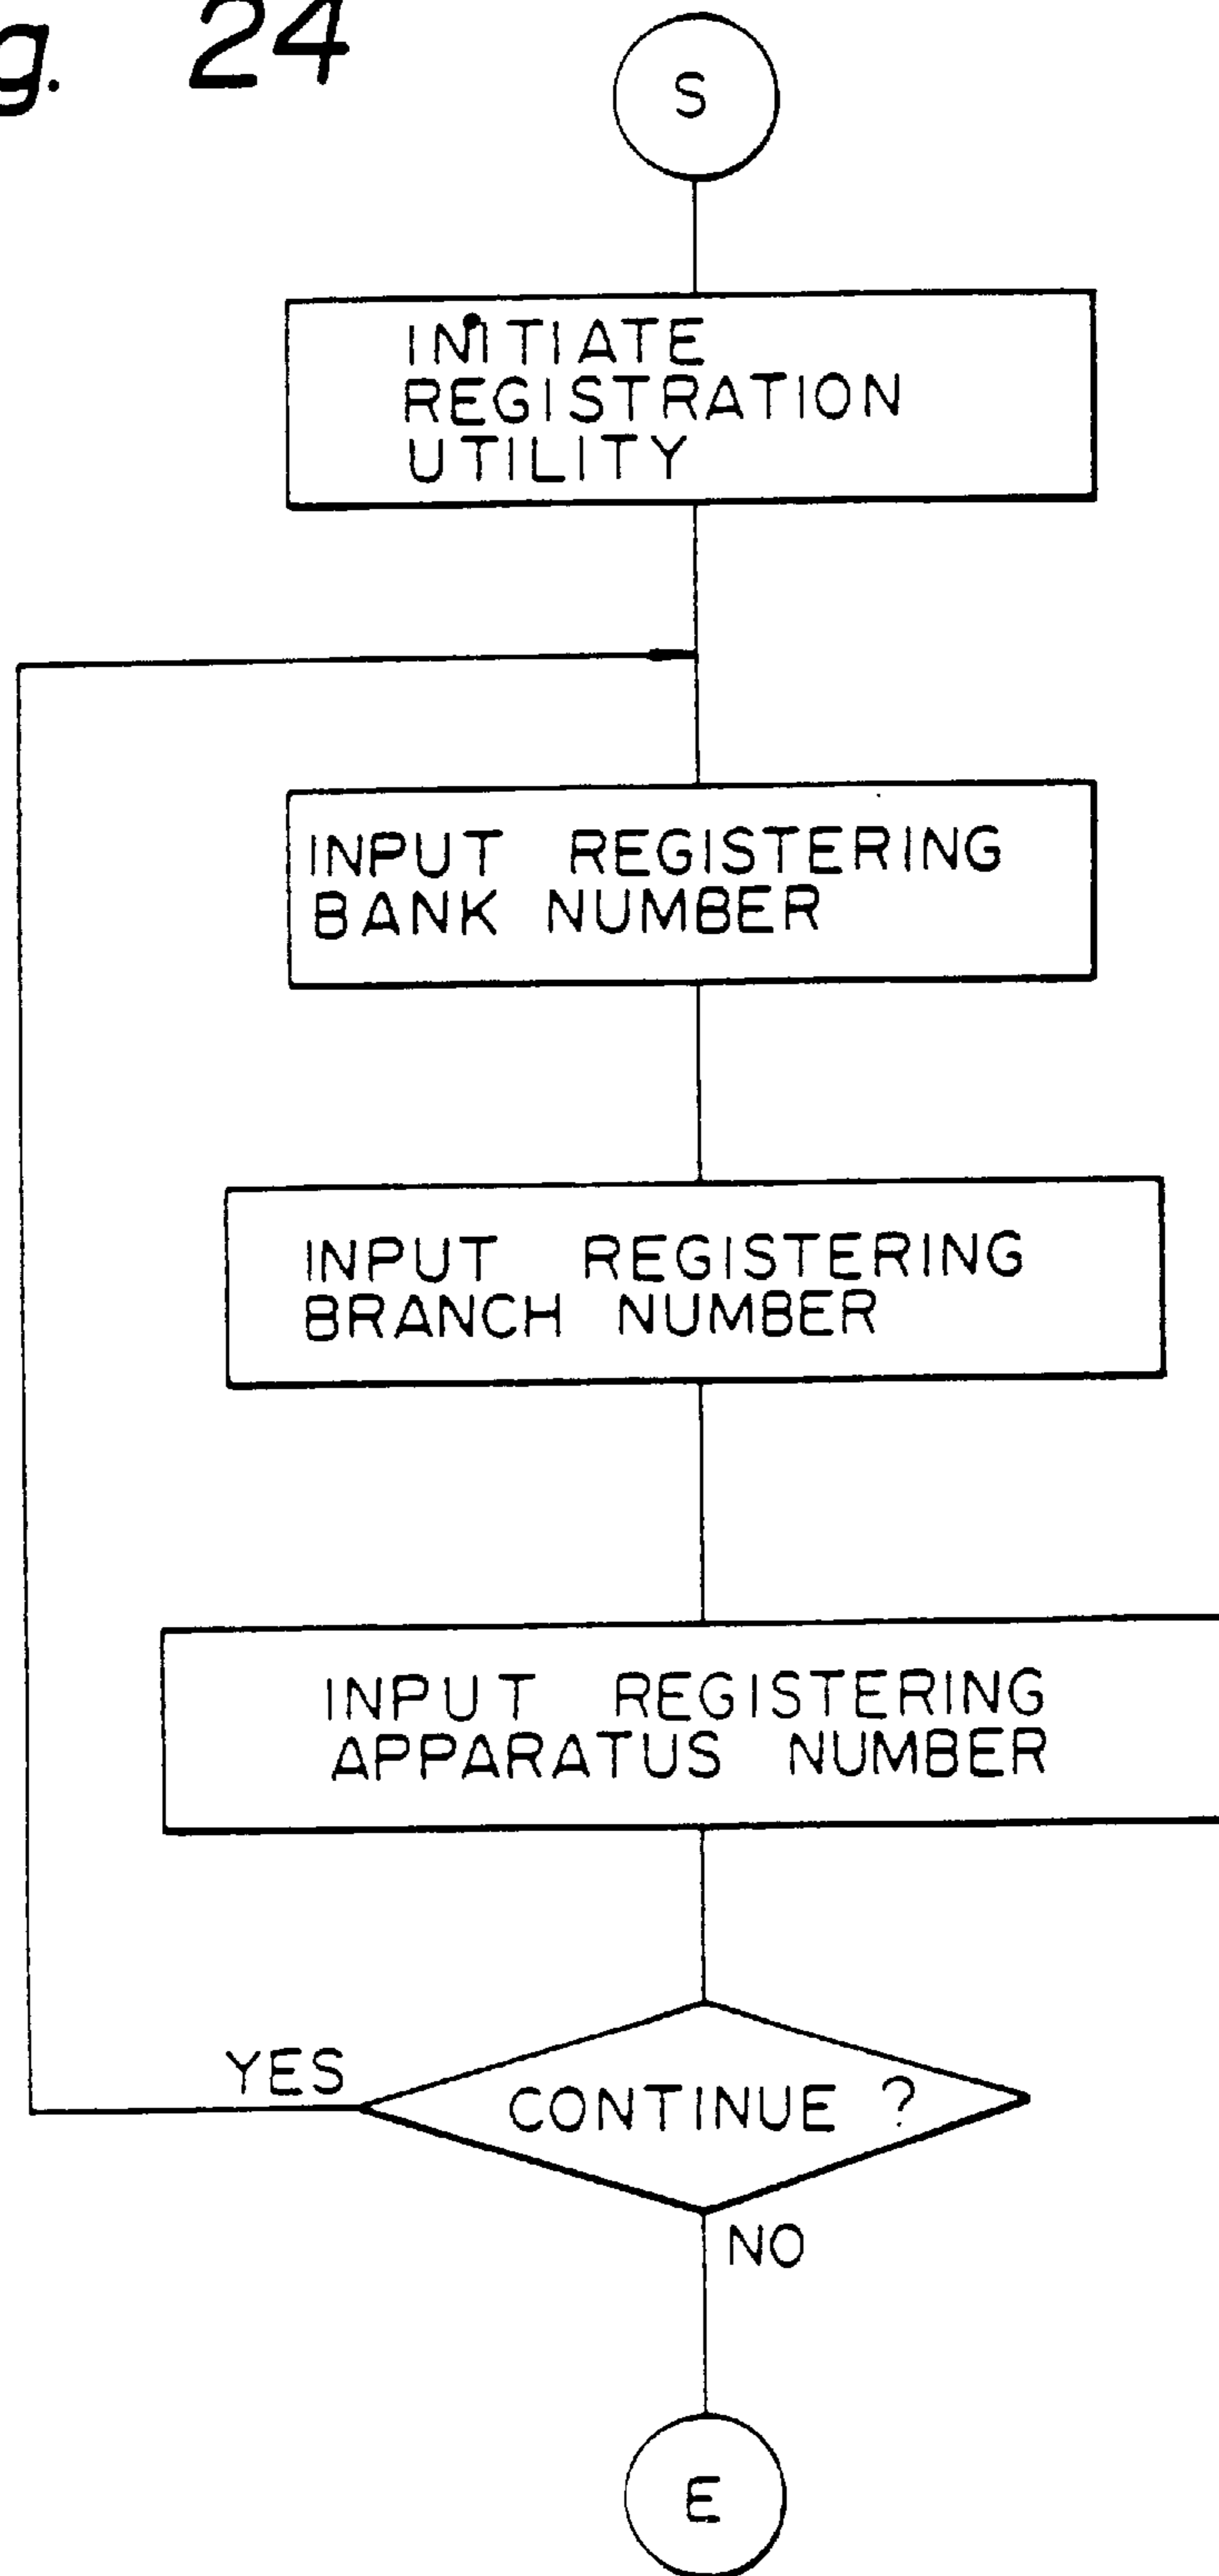 g. 24
S
INITIATE
REGISTRATION
UTILITY
INPUT REGISTERING
BANK NUMBER
INPUT REGISTERING
BRANCH NUMBER
INPUT REGISTERING
APPARATUS NUMBER
YES
CONTINUE ?
NO
E